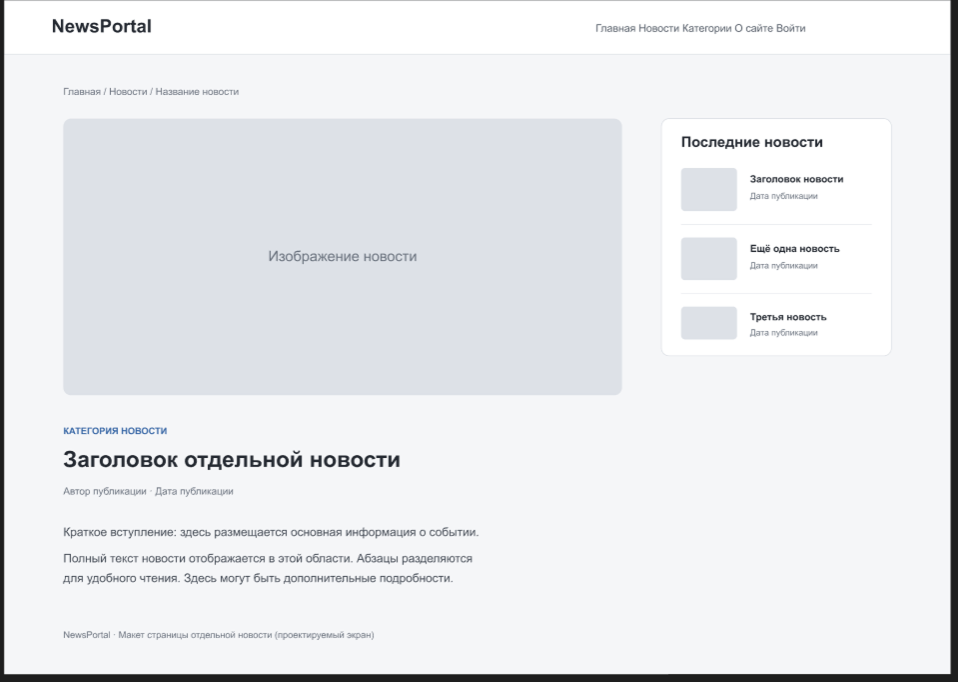 NewsPortal
Главная Новости Категории О сайте Войти
Главная / Новости / Название новости
Изображение новости
Последние новости
Заголовок новости
Дата публикации
Ещё одна новость
Дата публикации
Третья новость
Дата публикации
КАТЕГОРИЯ НОВОСТИ
Заголовок отдельной новости
Автор публикации · Дата публикации
Краткое вступление: здесь размещается основная информация о событии.
Полный текст новости отображается в этой области. Абзацы разделяются
для удобного чтения. Здесь могут быть дополнительные подробности.
NewsPortal · Макет страницы отдельной новости (проектируемый экран)